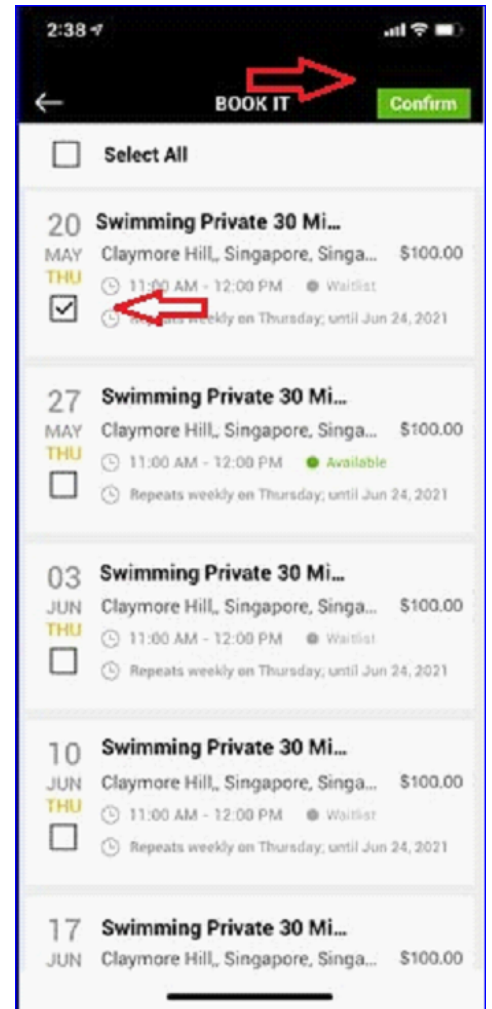 2:38
BOOK IT
Confirm
Select All
20
MAY
THU
Swimming Private 30 Mi...
Claymore Hill,, Singapore, Singa...
$100.00
11:00 AM - 12:00 PM
Waitlist
Repeats weekly on Thursday; until Jun 24, 2021
27
MAY
THU
Swimming Private 30 Mi...
Claymore Hill,, Singapore, Singa...
$100.00
11:00 AM - 12:00 PM
Available
Repeats weekly on Thursday; until Jun 24, 2021
03
JUN
THU
Swimming Private 30 Mi...
Claymore Hill,, Singapore, Singa...
$100.00
11:00 AM - 12:00 PM
Waitlist
Repeats weekly on Thursday; until Jun 24, 2021
10
JUN
THU
Swimming Private 30 Mi...
Claymore Hill,, Singapore, Singa...
$100.00
11:00 AM - 12:00 PM
Waitlist
Repeats weekly on Thursday; until Jun 24, 2021
17
JUN
Swimming Private 30 Mi...
Claymore Hill,, Singapore, Singa...
$100.00